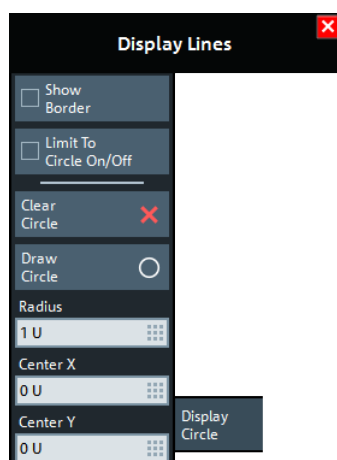 Display Lines
Show
Border
Limit To
Circle On/Off
Clear
Circle
Draw
Circle
Radius
1 U
Center X
0 U
Center Y
0 U
Display
Circle